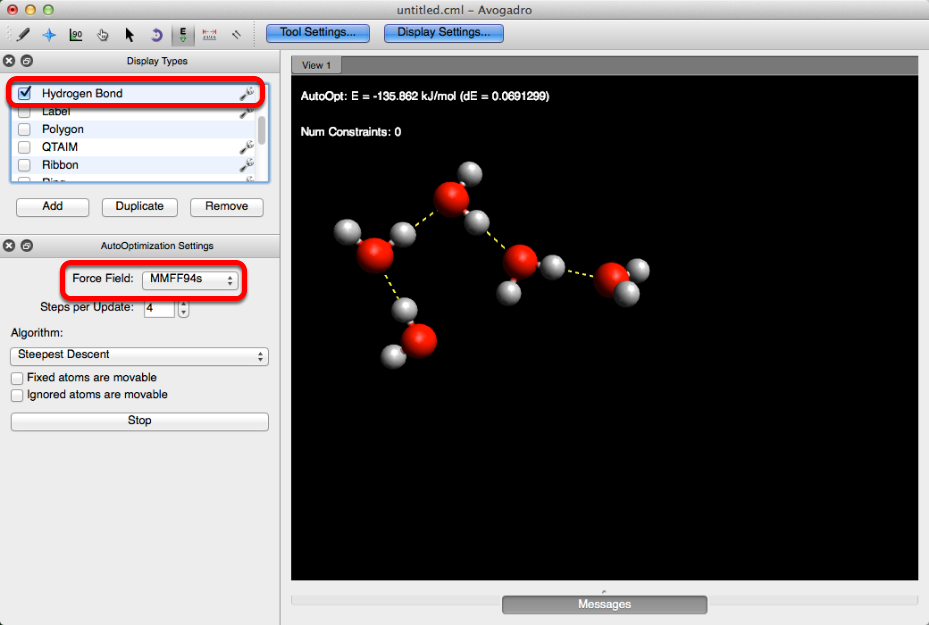 untitled.cml - Avogadro
90
E
Tool Settings...
Display Settings...
Display Types
Hydrogen Bond
Label
Polygon
QTAIM
Ribbon
Ring
Add
Duplicate
Remove
AutoOptimization Settings
Force Field:
MMFF94s
Steps per Update:
4
Algorithm:
Steepest Descent
Fixed atoms are movable
Ignored atoms are movable
Stop
View 1
AutoOpt: E = -135.862 kJ/mol (dE = 0.0691299)
Num Constraints: 0
Messages